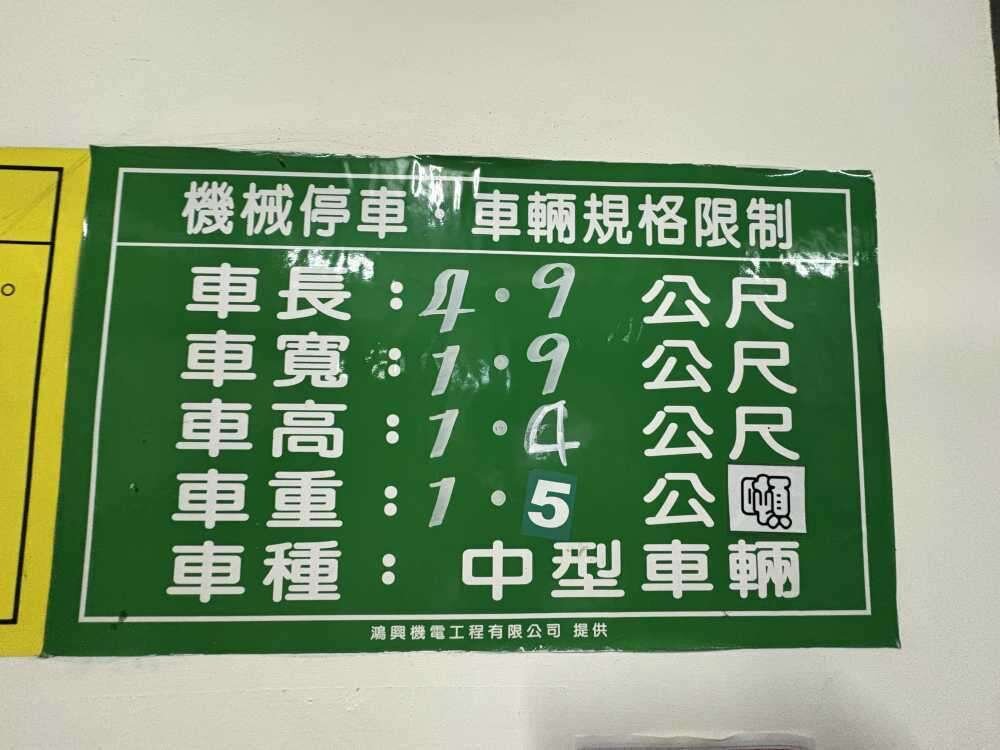 機械停車·車輛規格限制
車長:4.9 公尺
車寬:1.9 公尺
車高:1.4 公尺
車重:1.5 公噸
車種:中型車輛
鴻興機電工程有限公司 提供
。